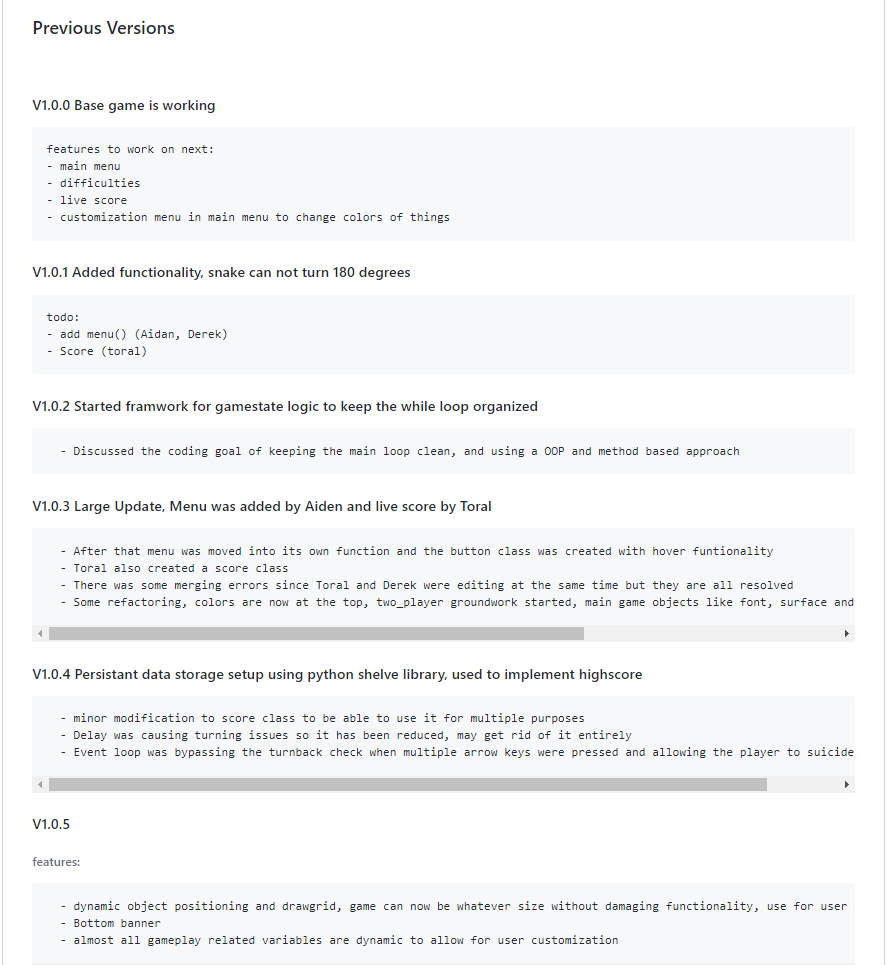 Previous Versions
V1.0.0 Base game is working
features to work on next:
- main menu
- difficulties
- live score
- customization menu in main menu to change colors of things
V1.0.1 Added functionality, snake can not turn 180 degrees
todo:
- add menu() (Aidan, Derek)
- Score (toral)
V1.0.2 Started framwork for gamestate logic to keep the while loop organized
- Discussed the coding goal of keeping the main loop clean, and using a OOP and method based approach
V1.0.3 Large Update, Menu was added by Aiden and live score by Toral
- After that menu was moved into its own function and the button class was created with hover funtionality
- Toral also created a score class
- There was some merging errors since Toral and Derek were editing at the same time but they are all resolved
- Some refactoring, colors are now at the top, two_player groundwork started, main game objects like font, surface and
V1.0.4 Persistant data storage setup using python shelve library, used to implement highscore
- minor modification to score class to be able to use it for multiple purposes
- Delay was causing turning issues so it has been reduced, may get rid of it entirely
- Event loop was bypassing the turnback check when multiple arrow keys were pressed and allowing the player to suicide
V1.0.5
features:
- dynamic object positioning and drawgrid, game can now be whatever size without damaging functionality, use for user
- Bottom banner
- almost all gameplay related variables are dynamic to allow for user customization